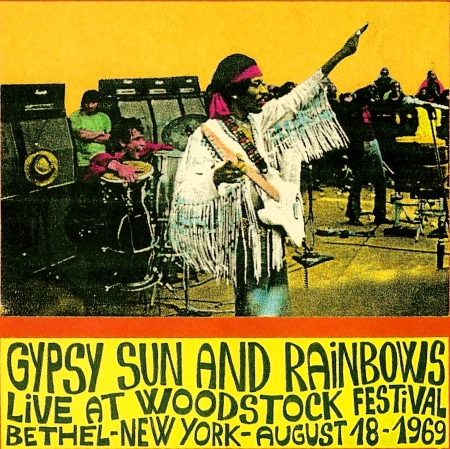 GYPSY SUN AND RAINBOWS
LIVE AT WOODSTOCK FESTIVAL
BETHEL-NEW YORK-AUGUST 18-1969